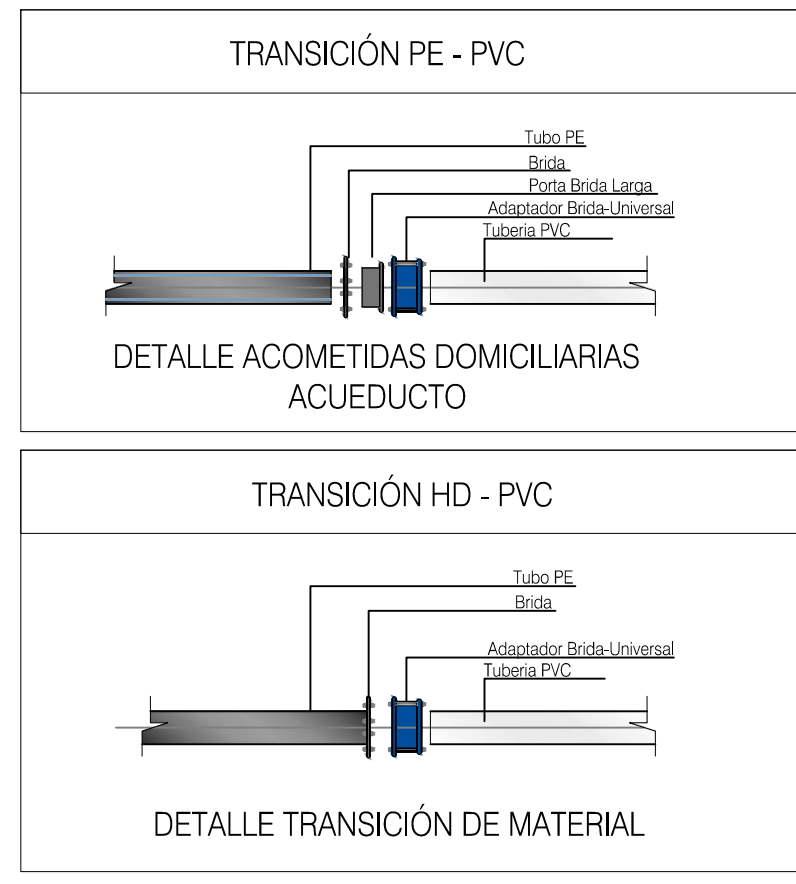 TRANSICIÓN PE - PVC
Tubo PE
Brida
Porta Brida Larga
Adaptador Brida-Universal
Tuberia PVC
DETALLE ACOMETIDAS DOMICILIARIAS
ACUEDUCTO
TRANSICIÓN HD - PVC
Tubo PE
Brida
Adaptador Brida-Universal
Tuberia PVC
DETALLE TRANSICIÓN DE MATERIAL